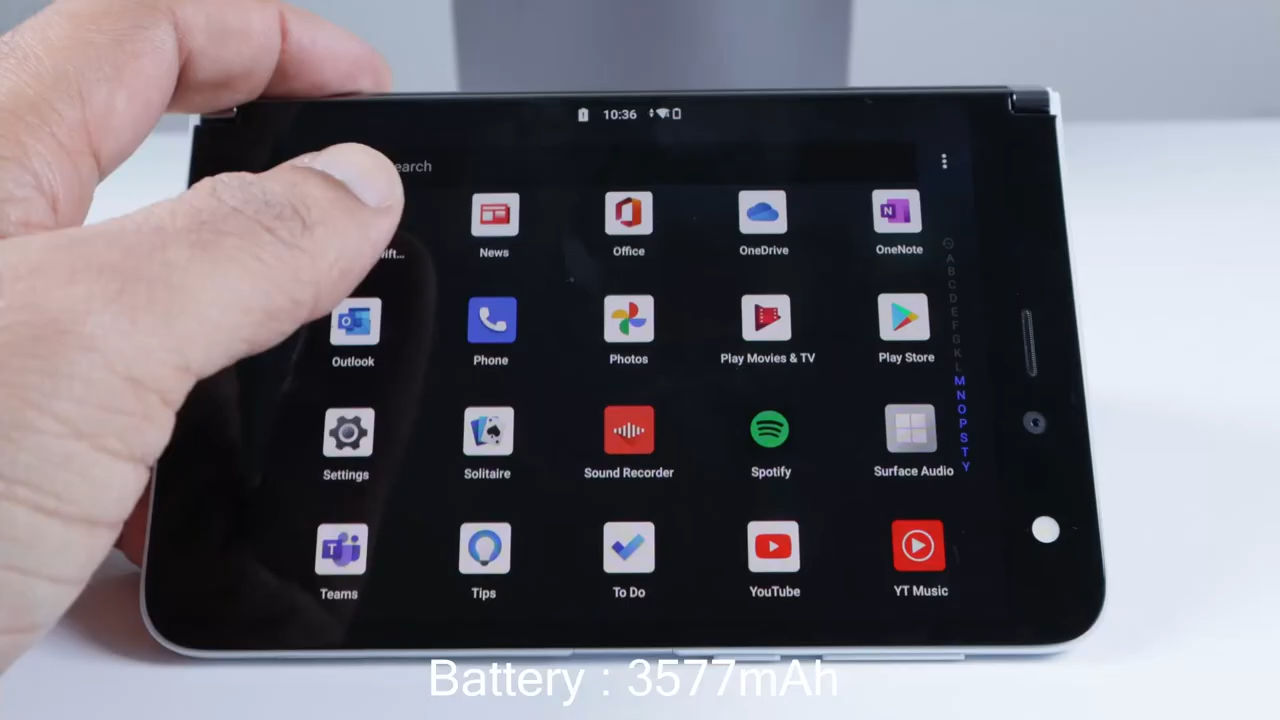 10:36
earch
News
Office
OneDrive
OneNote
wift...
Outlook
Phone
Photos
Play Movies & TV
Play Store
Settings
Solitaire
Sound Recorder
Spotify
Surface Audio
Teams
Tips
To Do
YouTube
YT Music
A
B
C
D
E
F
G
K
L
M
N
O
P
S
T
Y
Battery : 3577mAh